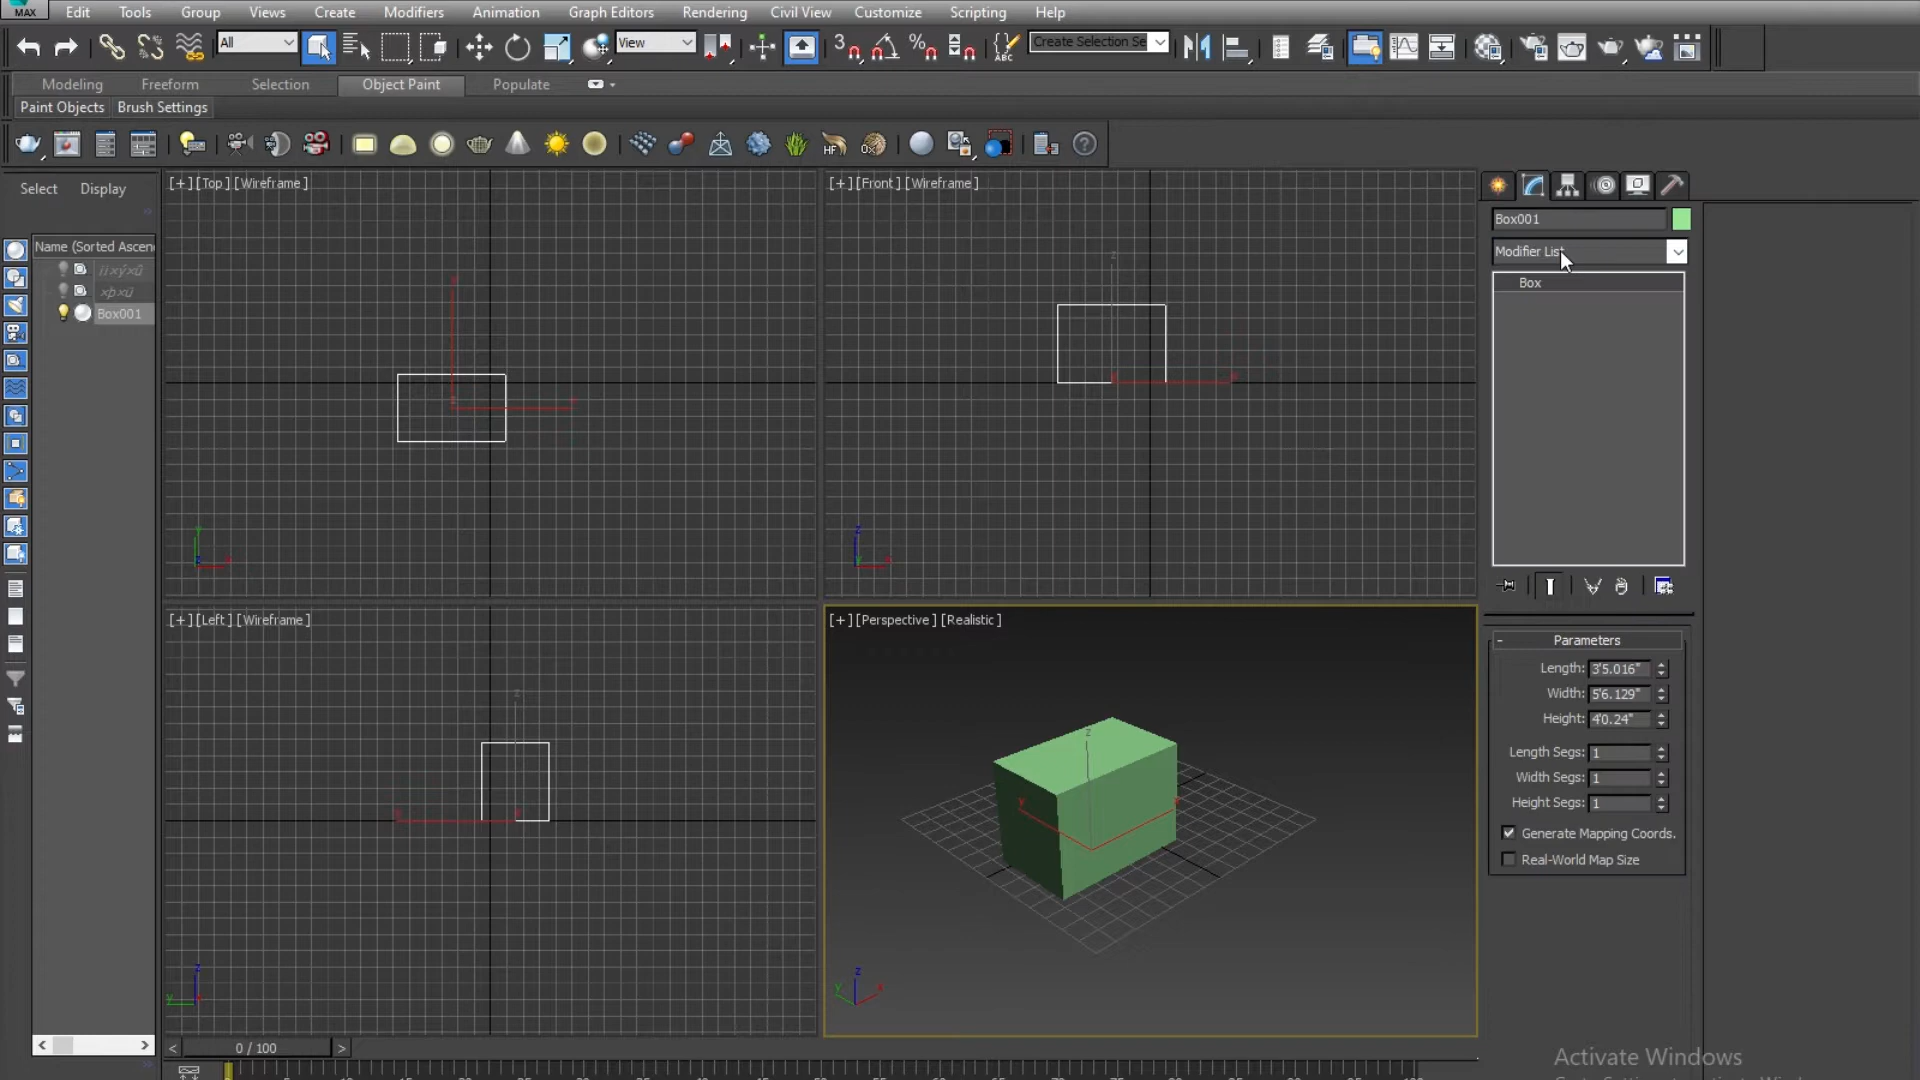 MAX Edit Tools Group Views Create Modifiers Animation Graph Editors Rendering Civil View Customize Scripting Help
All View 3 % ABC Create Selection Se
Modeling Freeform Selection Object Paint Populate
Paint Objects Brush Settings
HF OX ?
Select Display
Name (Sorted Ascen
Box001
[+] [Top] [Wireframe]
[+] [Front] [Wireframe]
[+] [Left] [Wireframe]
[+] [Perspective] [Realistic]
Box001
Modifier List
Box
Parameters
Length: 3'5.016"
Width: 5'6.129"
Height: 4'0.24"
Length Segs: 1
Width Segs: 1
Height Segs: 1
Generate Mapping Coords.
Real-World Map Size
< 0 / 100 >
Activate Windows